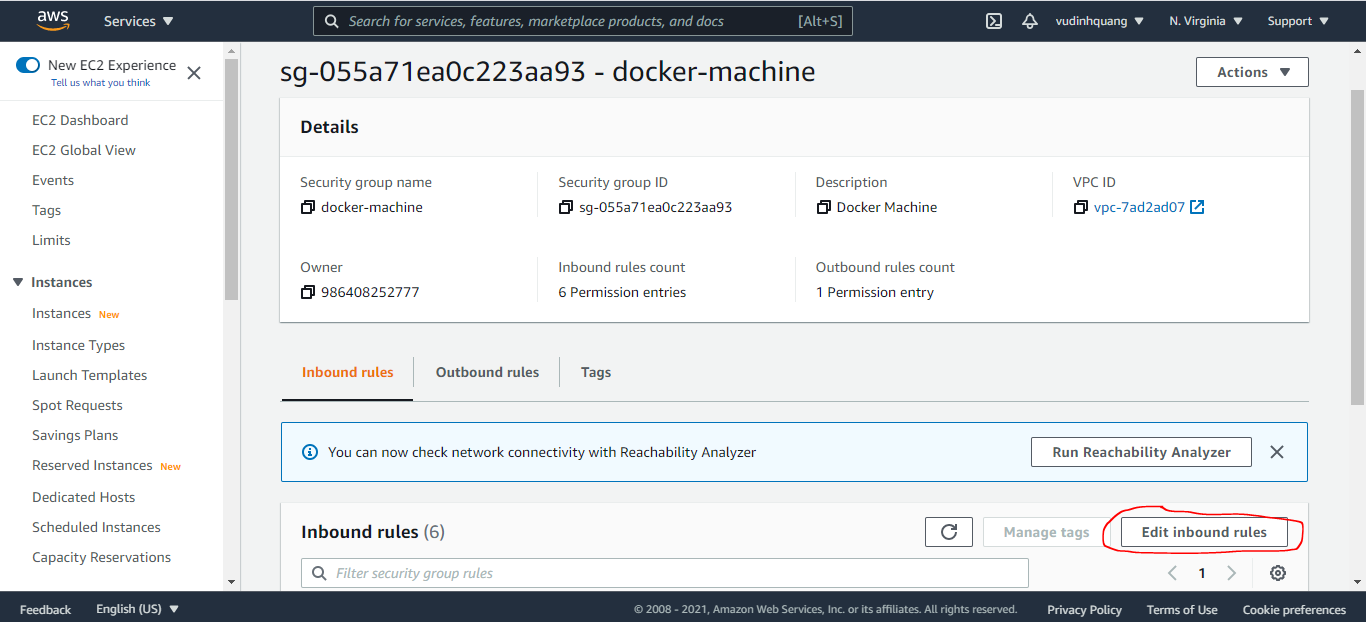 aws
Services ▼
Search for services, features, marketplace products, and docs [Alt+S]
vudinhquang ▼
N. Virginia ▼
Support ▼
New EC2 Experience
Tell us what you think
EC2 Dashboard
EC2 Global View
Events
Tags
Limits
Instances
Instances New
Instance Types
Launch Templates
Spot Requests
Savings Plans
Reserved Instances New
Dedicated Hosts
Scheduled Instances
Capacity Reservations
sg-055a71ea0c223aa93 - docker-machine
Actions ▼
Details
Security group name
docker-machine
Security group ID
sg-055a71ea0c223aa93
Description
Docker Machine
VPC ID
vpc-7ad2ad07
Owner
986408252777
Inbound rules count
6 Permission entries
Outbound rules count
1 Permission entry
Inbound rules
Outbound rules
Tags
You can now check network connectivity with Reachability Analyzer
Run Reachability Analyzer
Inbound rules (6)
Manage tags
Edit inbound rules
Filter security group rules
1
Feedback
English (US) ▼
© 2008 - 2021, Amazon Web Services, Inc. or its affiliates. All rights reserved.
Privacy Policy
Terms of Use
Cookie preferences